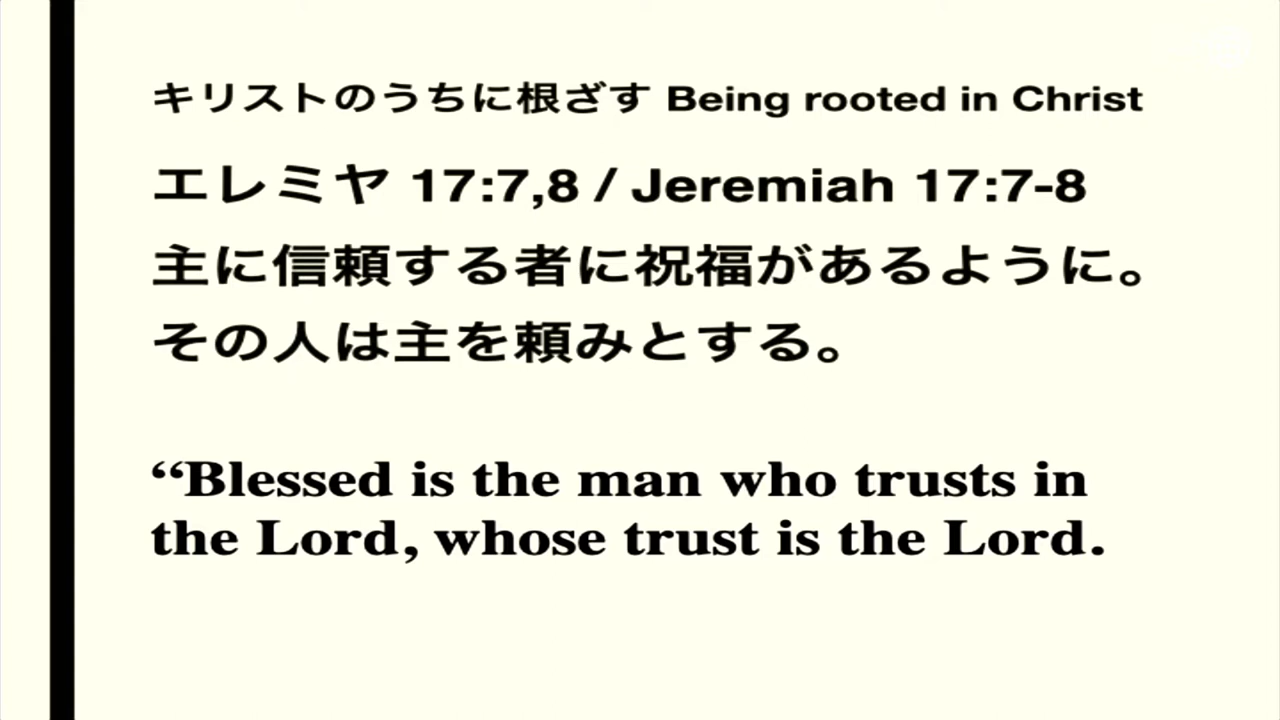 キリストのうちに根ざす Being rooted in Christ
エレミヤ 17:7,8 / Jeremiah 17:7-8
主に信頼する者に祝福があるように。
その人は主を頼みとする。
“Blessed is the man who trusts in
the Lord, whose trust is the Lord.